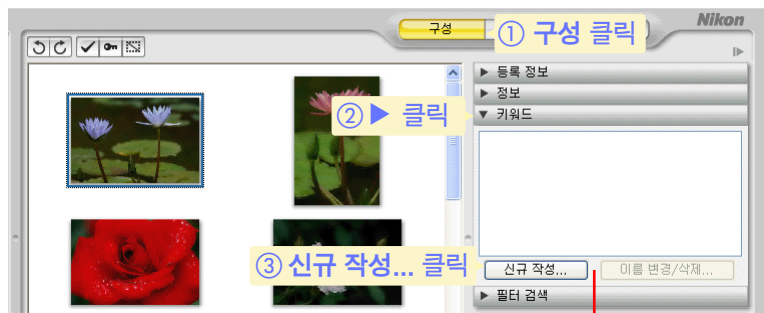 Nikon
구성
① 구성 클릭
▶ 등록 정보
▶ 정보
② ▶ 클릭
▼ 키워드
③ 신규 작성... 클릭
신규 작성...
이름 변경/삭제...
▶ 필터 검색